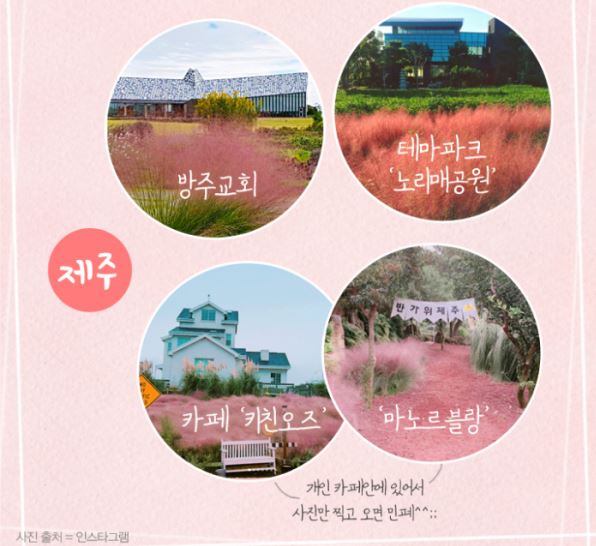 방주교회
테마파크
'노리매공원'
제주
카페 '키친오즈'
반가워제주
'마노르블랑'
개인 카페안에 있어서
사진만 찍고 오면 민폐^^;;
사진 출처 = 인스타그램